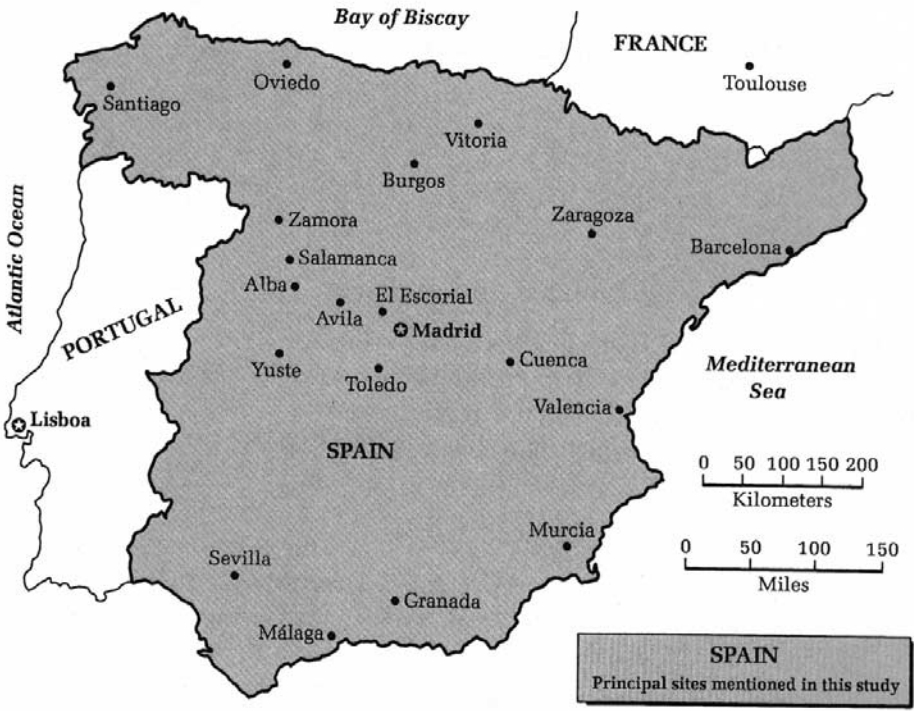 Bay of Biscay
FRANCE
Toulouse
Oviedo
Santiago
Vitoria
Burgos
Zamora
Zaragoza
Barcelona
Salamanca
Alba
El Escorial
Avila
Madrid
Atlantic Ocean
PORTUGAL
Yuste
Toledo
Cuenca
Mediterranean
Sea
Valencia
Lisboa
SPAIN
0 50 100 150 200
Kilometers
Murcia
0 50 100 150
Miles
Sevilla
Granada
Málaga
SPAIN
Principal sites mentioned in this study